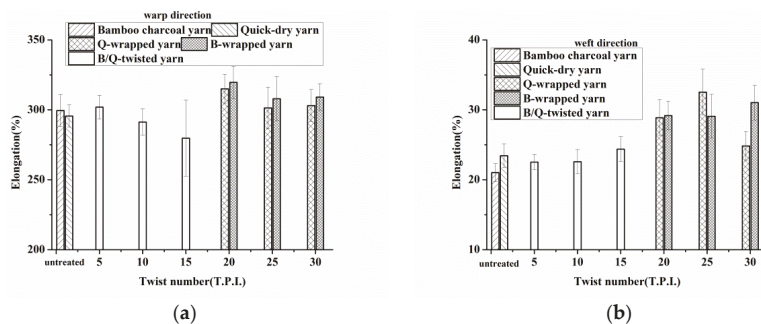 warp direction
Bamboo charcoal yarn Quick-dry yarn
Q-wrapped yarn B-wrapped yarn
B/Q-twisted yarn
350
300
250
200
Elongation(%)
untreated 5 10 15 20 25 30
Twist number(T.P.I.)
(a)
weft direction
Bamboo charcoal yarn
Quick-dry yarn
Q-wrapped yarn
B-wrapped yarn
B/Q-twisted yarn
40
30
20
10
Elongation(%)
untreated 5 10 15 20 25 30
Twist number(T.P.I.)
(b)